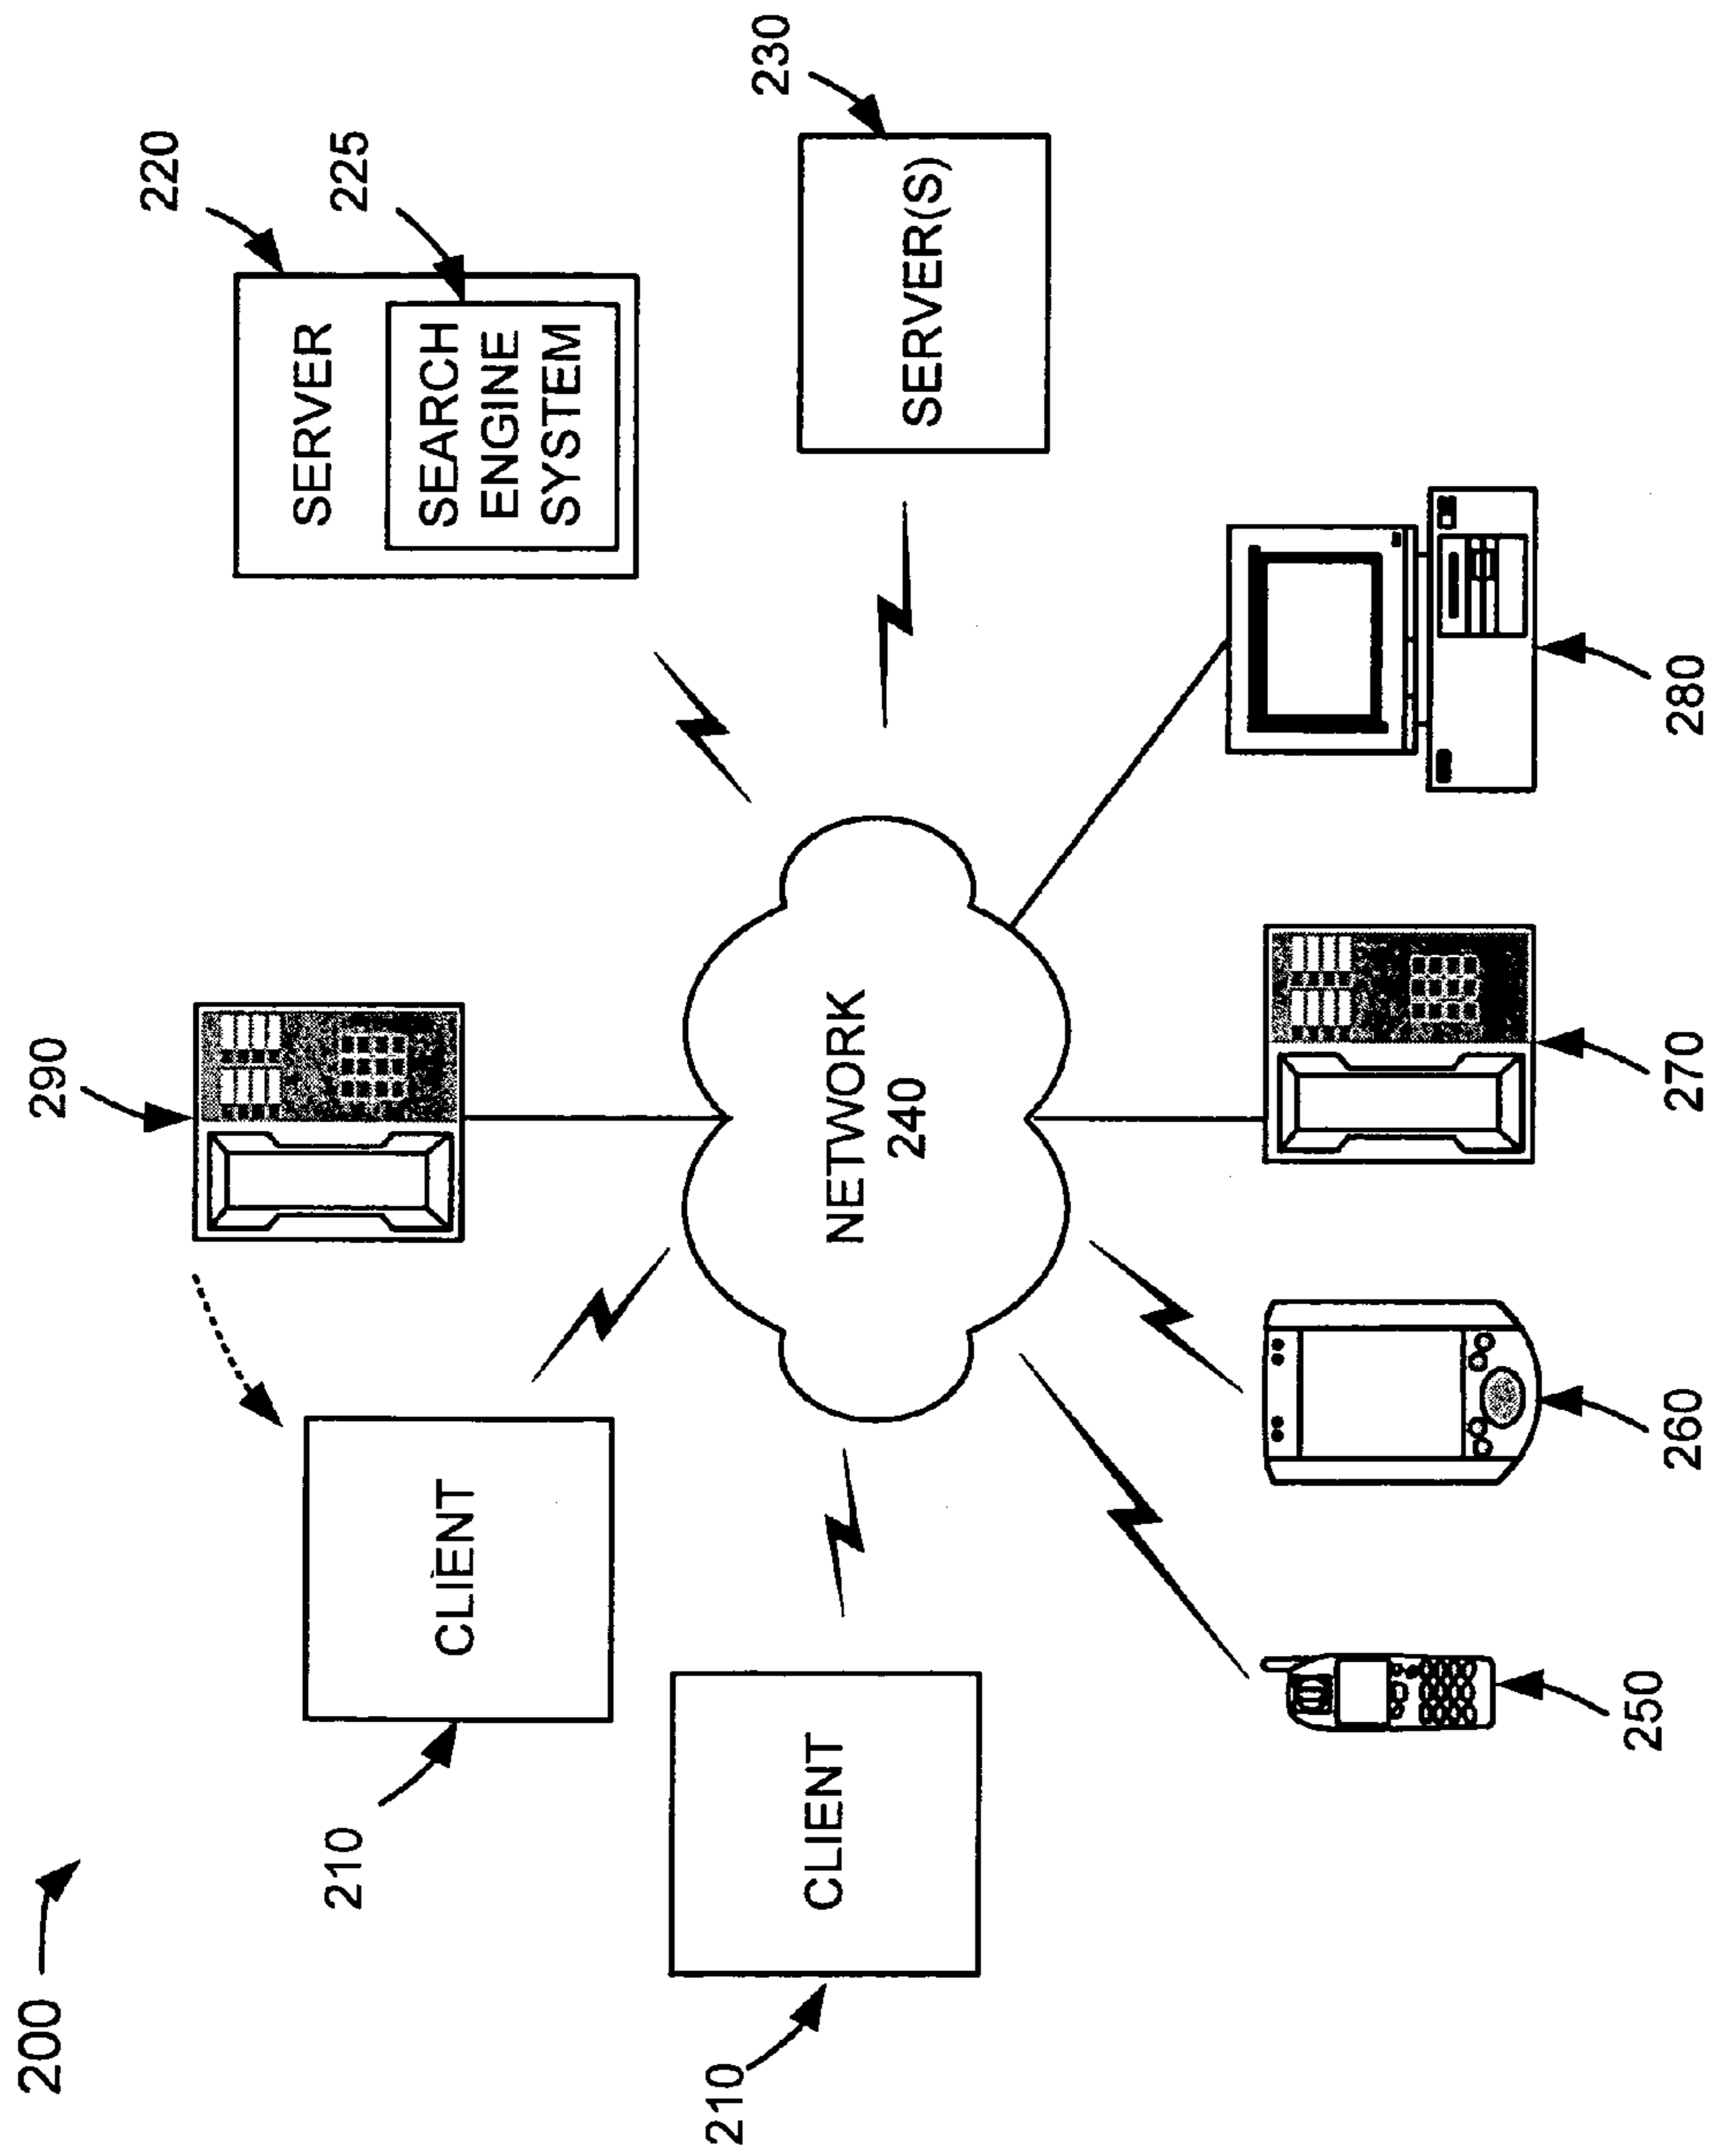 200
290
220
225
SERVER
SEARCH
ENGINE
SYSTEM
210
CLIENT
230
210
CLIENT
NETWORK
240
SERVER(S)
250
260
270
280